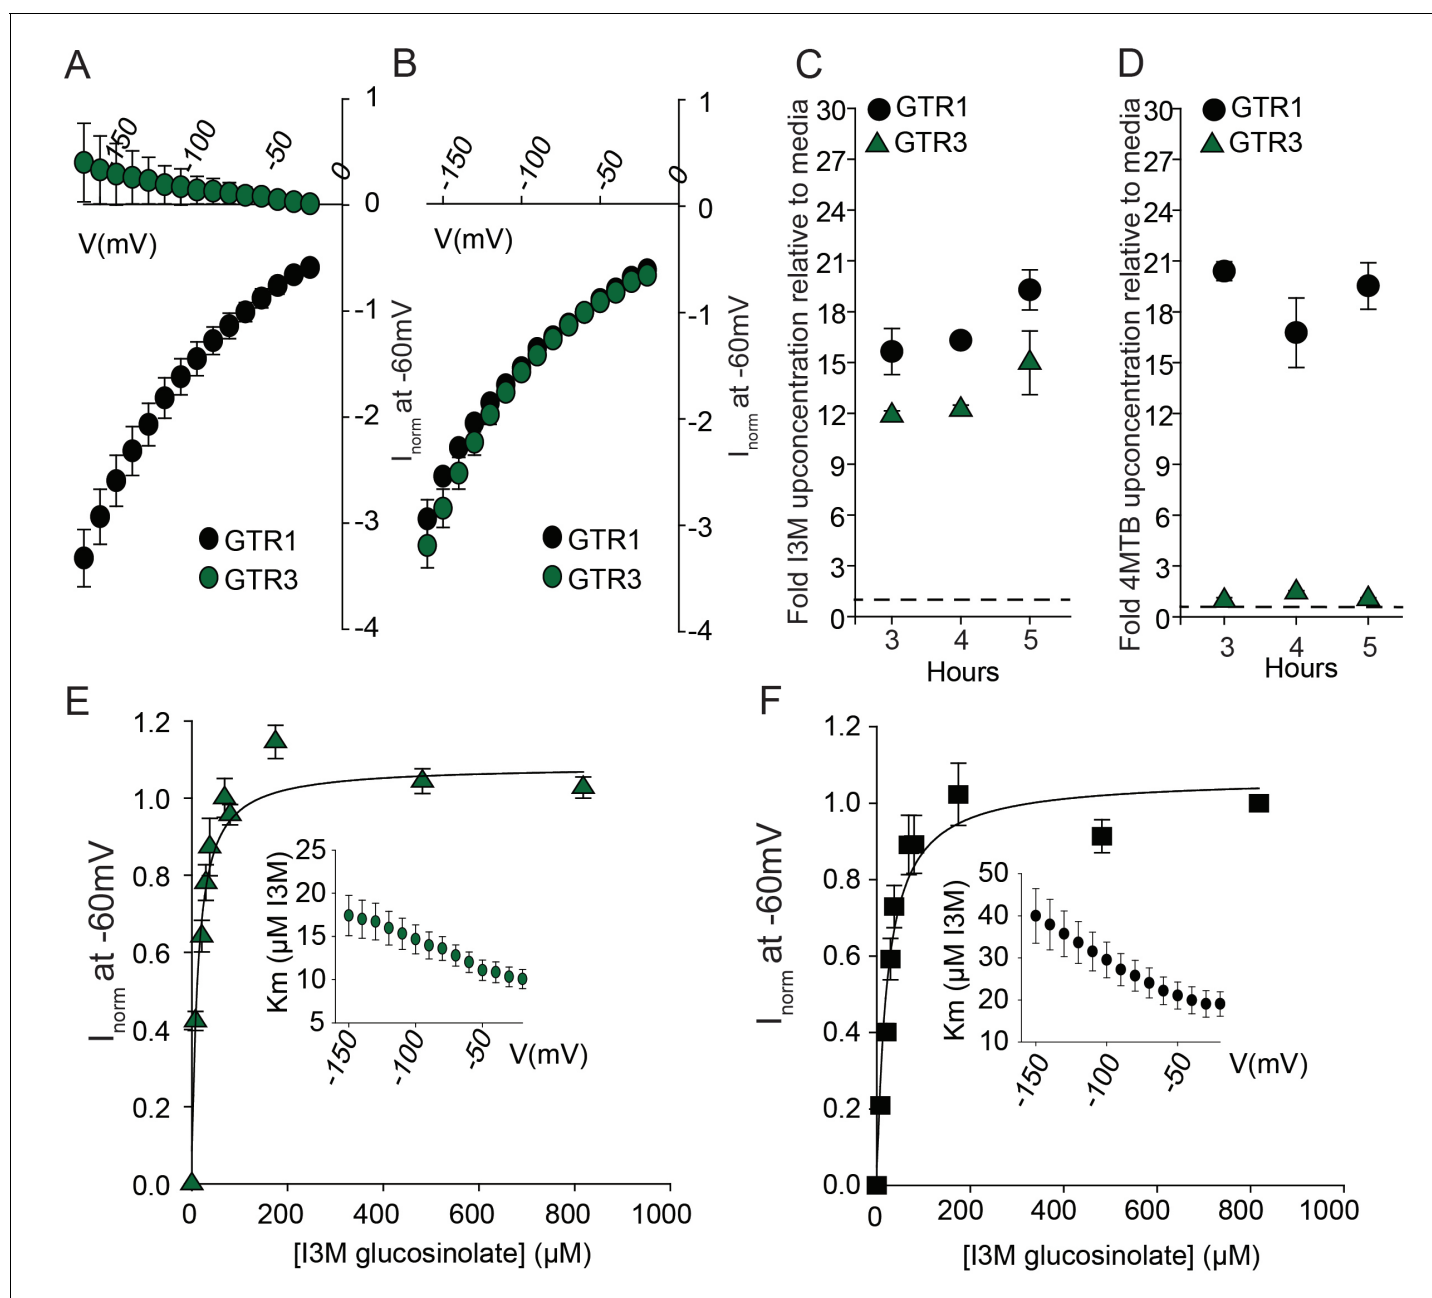 A
1
-150
-100
-50
0
0
V(mV)
-1
-2
-3
-4
Inorm at -60mV
GTR1
GTR3
B
1
-150
-100
-50
0
0
V(mV)
-1
-2
-3
-4
Inorm at -60mV
GTR1
GTR3
C
Fold I3M upconcentration relative to media
30
27
24
21
18
15
12
9
6
3
0
GTR1
GTR3
3 4 5
Hours
D
Fold 4MTB upconcentration relative to media
30
27
24
21
18
15
12
9
6
3
0
GTR1
GTR3
3 4 5
Hours
E
Inorm at -60mV
1.2
1.0
0.8
0.6
0.4
0.2
0.0
0 200 400 600 800 1000
[I3M glucosinolate] (µM)
Km (µM I3M)
25
20
15
10
5
-150 -100 -50
V(mV)
F
Inorm at -60mV
1.2
1.0
0.8
0.6
0.4
0.2
0.0
0 200 400 600 800 1000
[I3M glucosinolate] (µM)
Km (µM I3M)
50
40
30
20
10
-150 -100 -50
V(mV)